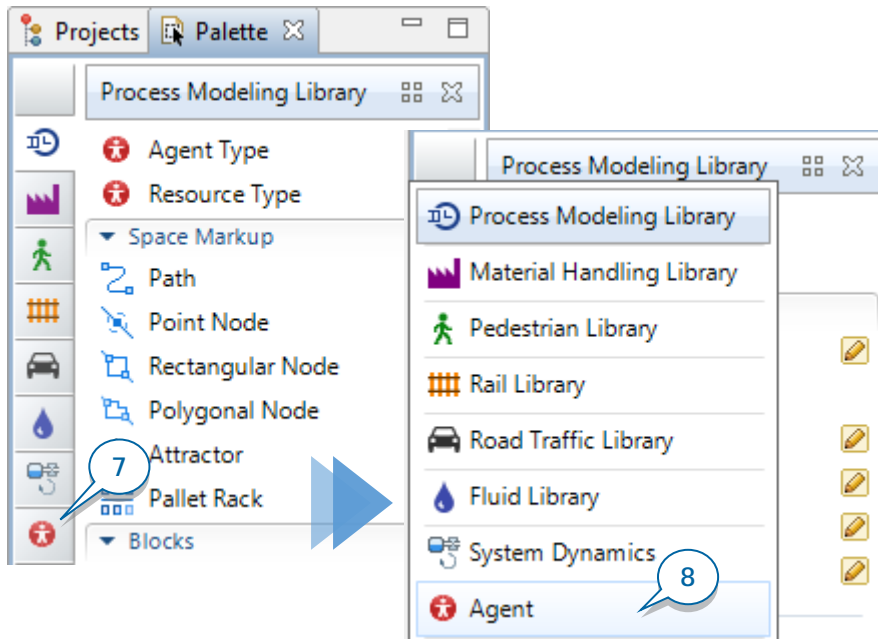 Projects
Palette
Process Modeling Library
Agent Type
Resource Type
Space Markup
Path
Point Node
Rectangular Node
Polygonal Node
Attractor
Pallet Rack
Blocks
7
Process Modeling Library
Process Modeling Library
Material Handling Library
Pedestrian Library
Rail Library
Road Traffic Library
Fluid Library
System Dynamics
Agent
8